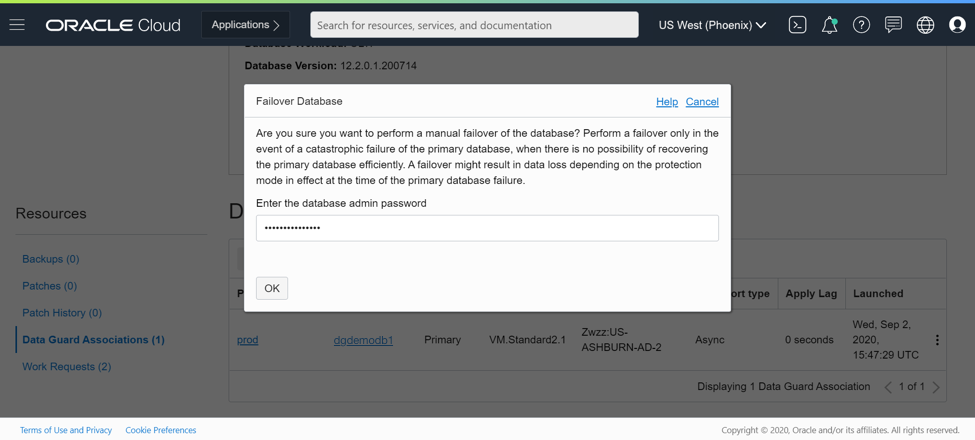 ORACLE Cloud
Applications
Search for resources, services, and documentation
US West (Phoenix)
Database Version: 12.2.0.1.200714
Failover Database
Help Cancel
Are you sure you want to perform a manual failover of the database? Perform a failover only in the
event of a catastrophic failure of the primary database, when there is no possibility of recovering
the primary database efficiently. A failover might result in data loss depending on the protection
mode in effect at the time of the primary database failure.
Enter the database admin password
•••••••••••••••
OK
Resources
Backups (0)
Patches (0)
Patch History (0)
Data Guard Associations (1)
Work Requests (2)
D
P
ort type
Apply Lag
Launched
prod
dgdemodb1
Primary
VM.Standard2.1
Zwzz:US-
ASHBURN-AD-2
Async
0 seconds
Wed, Sep 2,
2020,
15:47:29 UTC
Displaying 1 Data Guard Association
1 of 1
Terms of Use and Privacy
Cookie Preferences
Copyright © 2020, Oracle and/or its affiliates. All rights reserved.